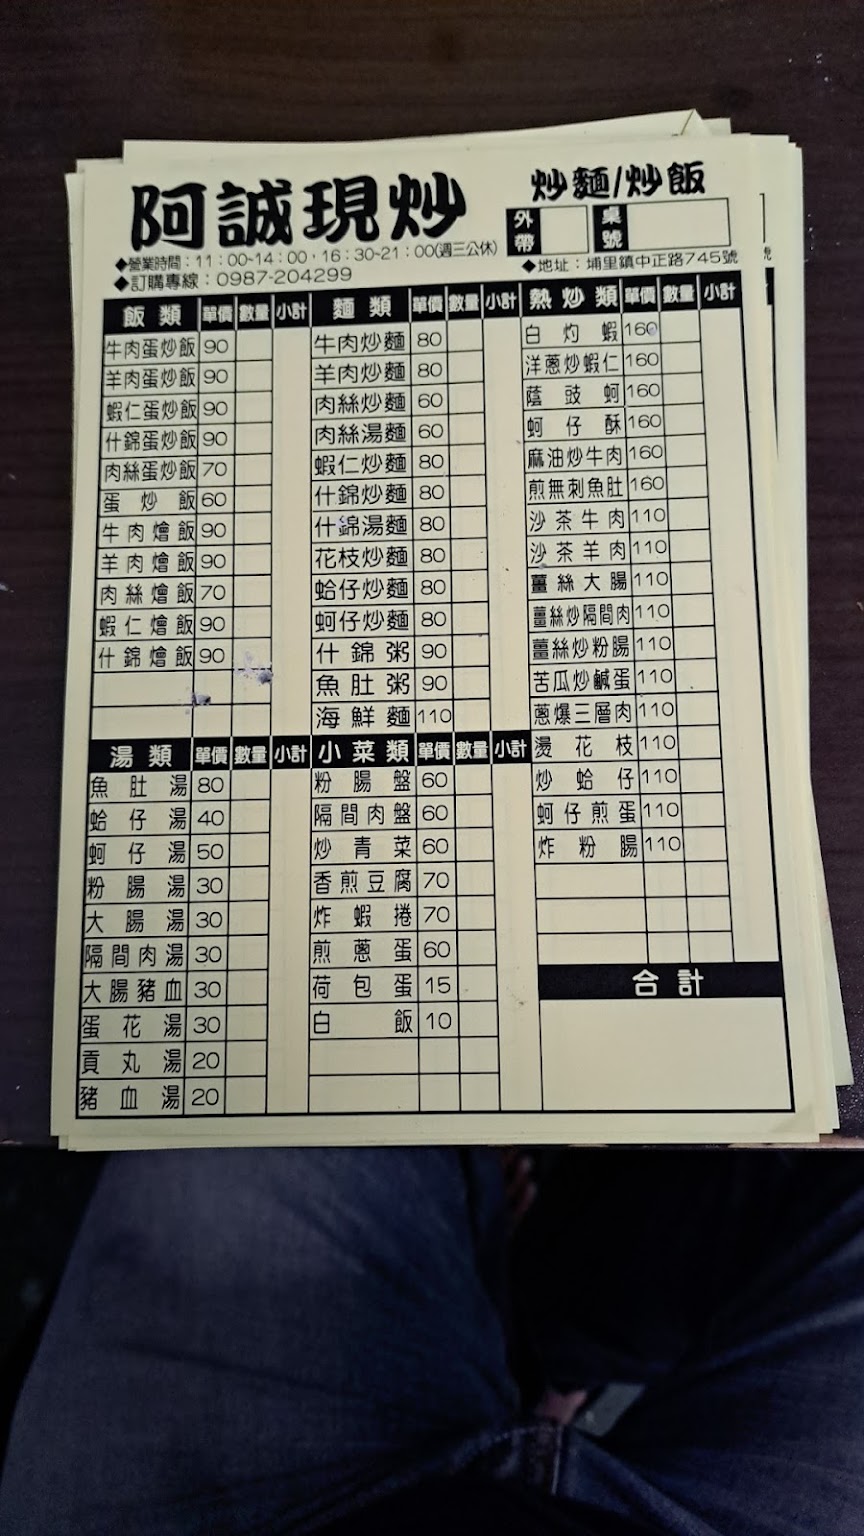 阿誠現炒
炒麵/炒飯
外帶
桌號
◆營業時間：11：00~14：00，16：30~21：00(週三公休)
◆訂購專線：0987-204299
◆地址：埔里鎮中正路745號
飯類 單價 數量 小計
牛肉蛋炒飯 90
羊肉蛋炒飯 90
蝦仁蛋炒飯 90
什錦蛋炒飯 90
肉絲蛋炒飯 70
蛋炒飯 60
牛肉燴飯 90
羊肉燴飯 90
肉絲燴飯 70
蝦仁燴飯 90
什錦燴飯 90
湯類 單價 數量 小計
魚肚湯 80
蛤仔湯 40
蚵仔湯 50
粉腸湯 30
大腸湯 30
隔間肉湯 30
大腸豬血 30
蛋花湯 30
貢丸湯 20
豬血湯 20
麵類 單價 數量 小計
牛肉炒麵 80
羊肉炒麵 80
肉絲炒麵 60
肉絲湯麵 60
蝦仁炒麵 80
什錦炒麵 80
什錦湯麵 80
花枝炒麵 80
蛤仔炒麵 80
蚵仔炒麵 80
什錦粥 90
魚肚粥 90
海鮮麵 110
小菜類 單價 數量 小計
粉腸盤 60
隔間肉盤 60
炒青菜 60
香煎豆腐 70
炸蝦捲 70
煎蔥蛋 60
荷包蛋 15
白飯 10
熱炒類 單價 數量 小計
白灼蝦 160
洋蔥炒蝦仁 160
蔭豉蚵 160
蚵仔酥 160
麻油炒牛肉 160
煎無刺魚肚 160
沙茶牛肉 110
沙茶羊肉 110
薑絲大腸 110
薑絲炒隔間肉 110
薑絲炒粉腸 110
苦瓜炒鹹蛋 110
蔥爆三層肉 110
燙花枝 110
炒蛤仔 110
蚵仔煎蛋 110
炸粉腸 110
合計